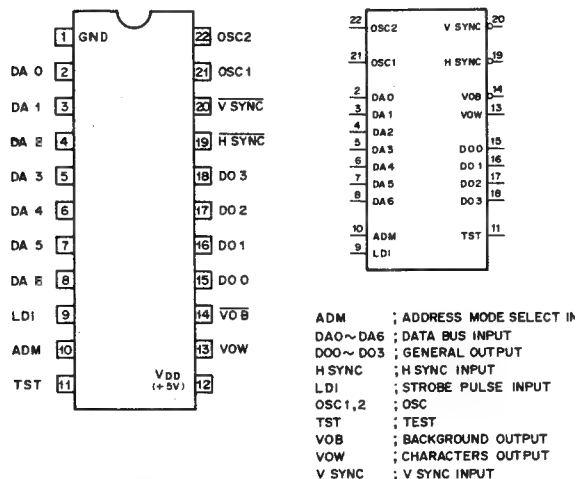 1 GND 22 OSC2
DA 0 2 21 OSC1
DA 1 3 20 V SYNC
DA 2 4 19 H SYNC
DA 3 5 18 DO 3
DA 4 6 17 DO 2
DA 5 7 16 DO 1
DA 6 8 15 DO 0
LDI 9 14 VOB
ADM 10 13 VOW
TST 11 VDD (+5V) 12
22 OSC2 V SYNC 20
21 OSC1 H SYNC 19
2 DA0 VOB 14
3 DA1 VOW 13
4 DA2
5 DA3 DO0 15
6 DA4 DO1 16
7 DA5 DO2 17
8 DA6 DO3 18
10 ADM TST 11
9 LDI
ADM ; ADDRESS MODE SELECT IN
DA0~DA6 ; DATA BUS INPUT
DO0~DO3 ; GENERAL OUTPUT
H SYNC ; H SYNC INPUT
LDI ; STROBE PULSE INPUT
OSC1,2 ; OSC
TST ; TEST
VOB ; BACKGROUND OUTPUT
VOW ; CHARACTERS OUTPUT
V SYNC ; V SYNC INPUT